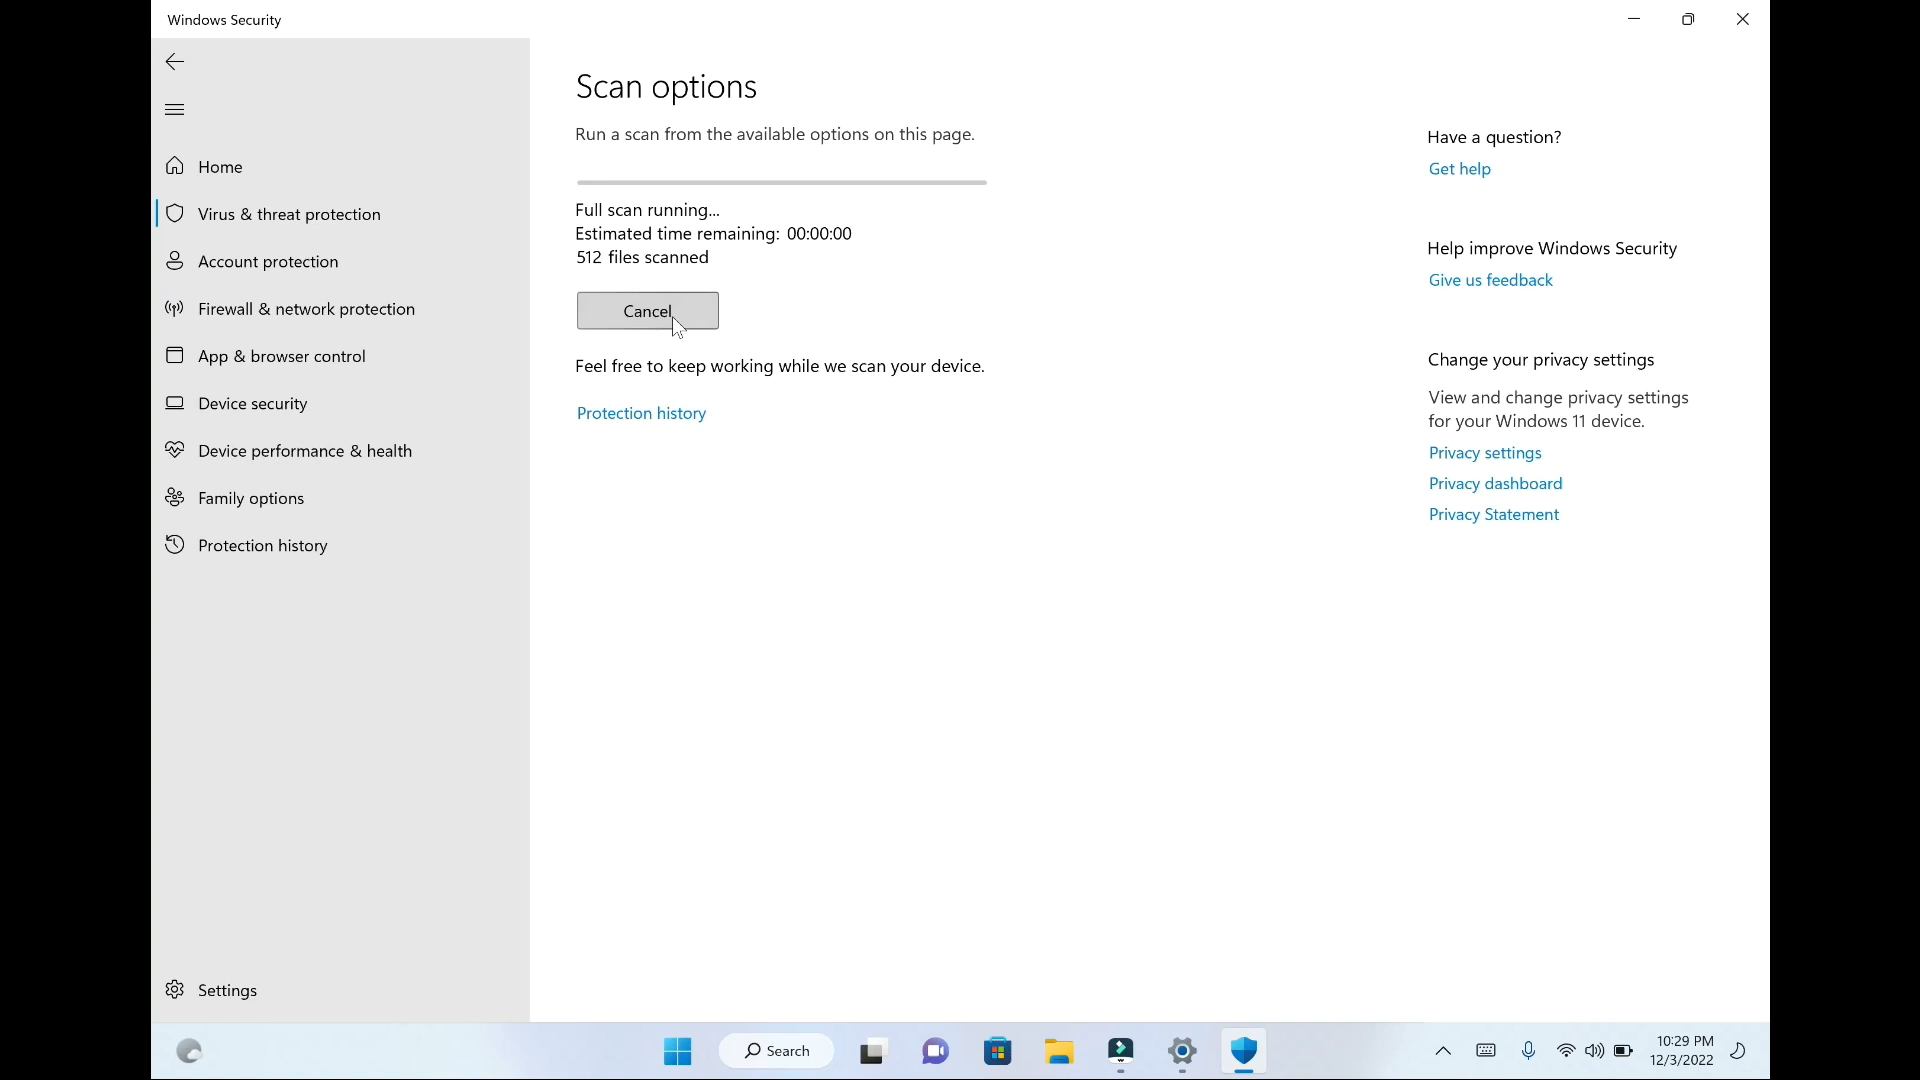 Windows Security
Home
Virus & threat protection
Account protection
Firewall & network protection
App & browser control
Device security
Device performance & health
Family options
Protection history
Settings
Scan options
Run a scan from the available options on this page.
Full scan running...
Estimated time remaining: 00:00:00
512 files scanned
Cancel
Feel free to keep working while we scan your device.
Protection history
Have a question?
Get help
Help improve Windows Security
Give us feedback
Change your privacy settings
View and change privacy settings
for your Windows 11 device.
Privacy settings
Privacy dashboard
Privacy Statement
Search
10:29 PM
12/3/2022